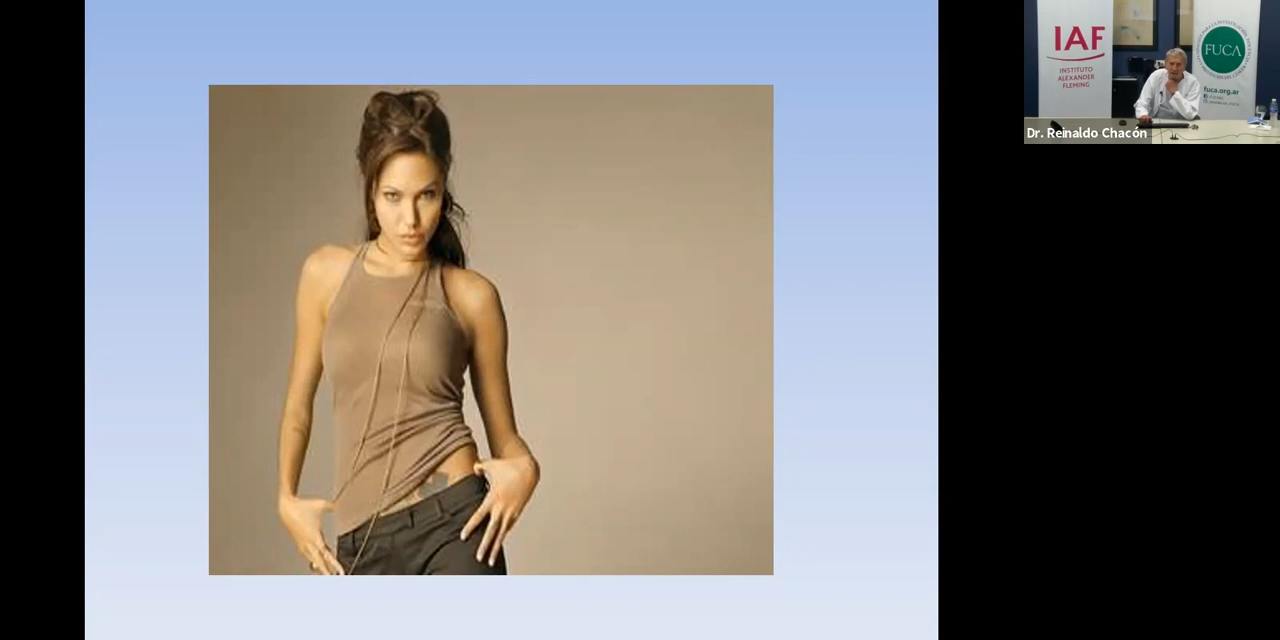 IAF
INSTITUTO
ALEXANDER
FLEMING
FUCA
fuca.org.ar
Dr. Reinaldo Chacón